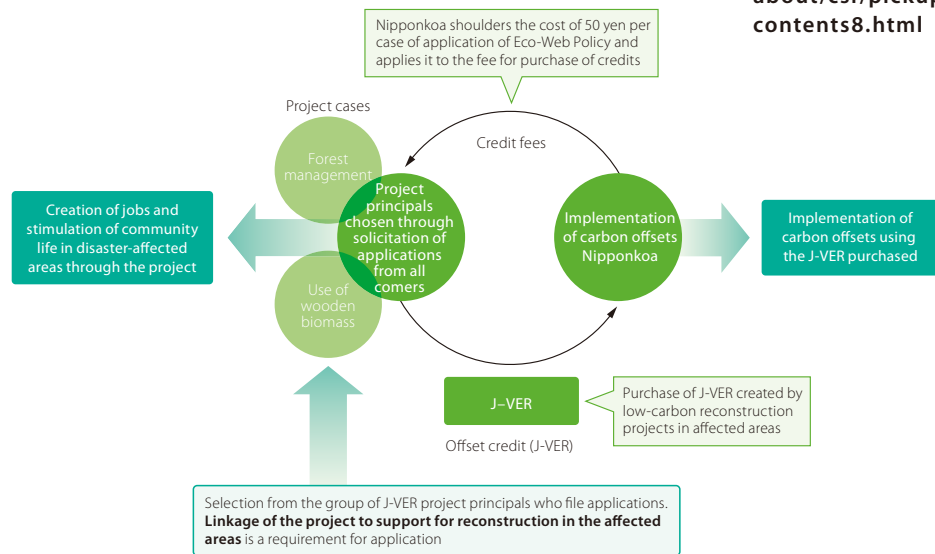 about/csr/pickup
contents8.html
Nipponkoa shoulders the cost of 50 yen per
case of application of Eco-Web Policy and
applies it to the fee for purchase of credits
Project cases
Forest
management
Credit fees
Project
principals
chosen through
solicitation of
applications
from all
comers
Implementation
of carbon offsets
Nipponkoa
Creation of jobs and
stimulation of community
life in disaster-affected
areas through the project
Implementation of
carbon offsets using
the J-VER purchased
Use of
wooden
biomass
J–VER
Offset credit (J-VER)
Purchase of J-VER created by
low-carbon reconstruction
projects in affected areas
Selection from the group of J-VER project principals who file applications.
Linkage of the project to support for reconstruction in the affected
areas is a requirement for application